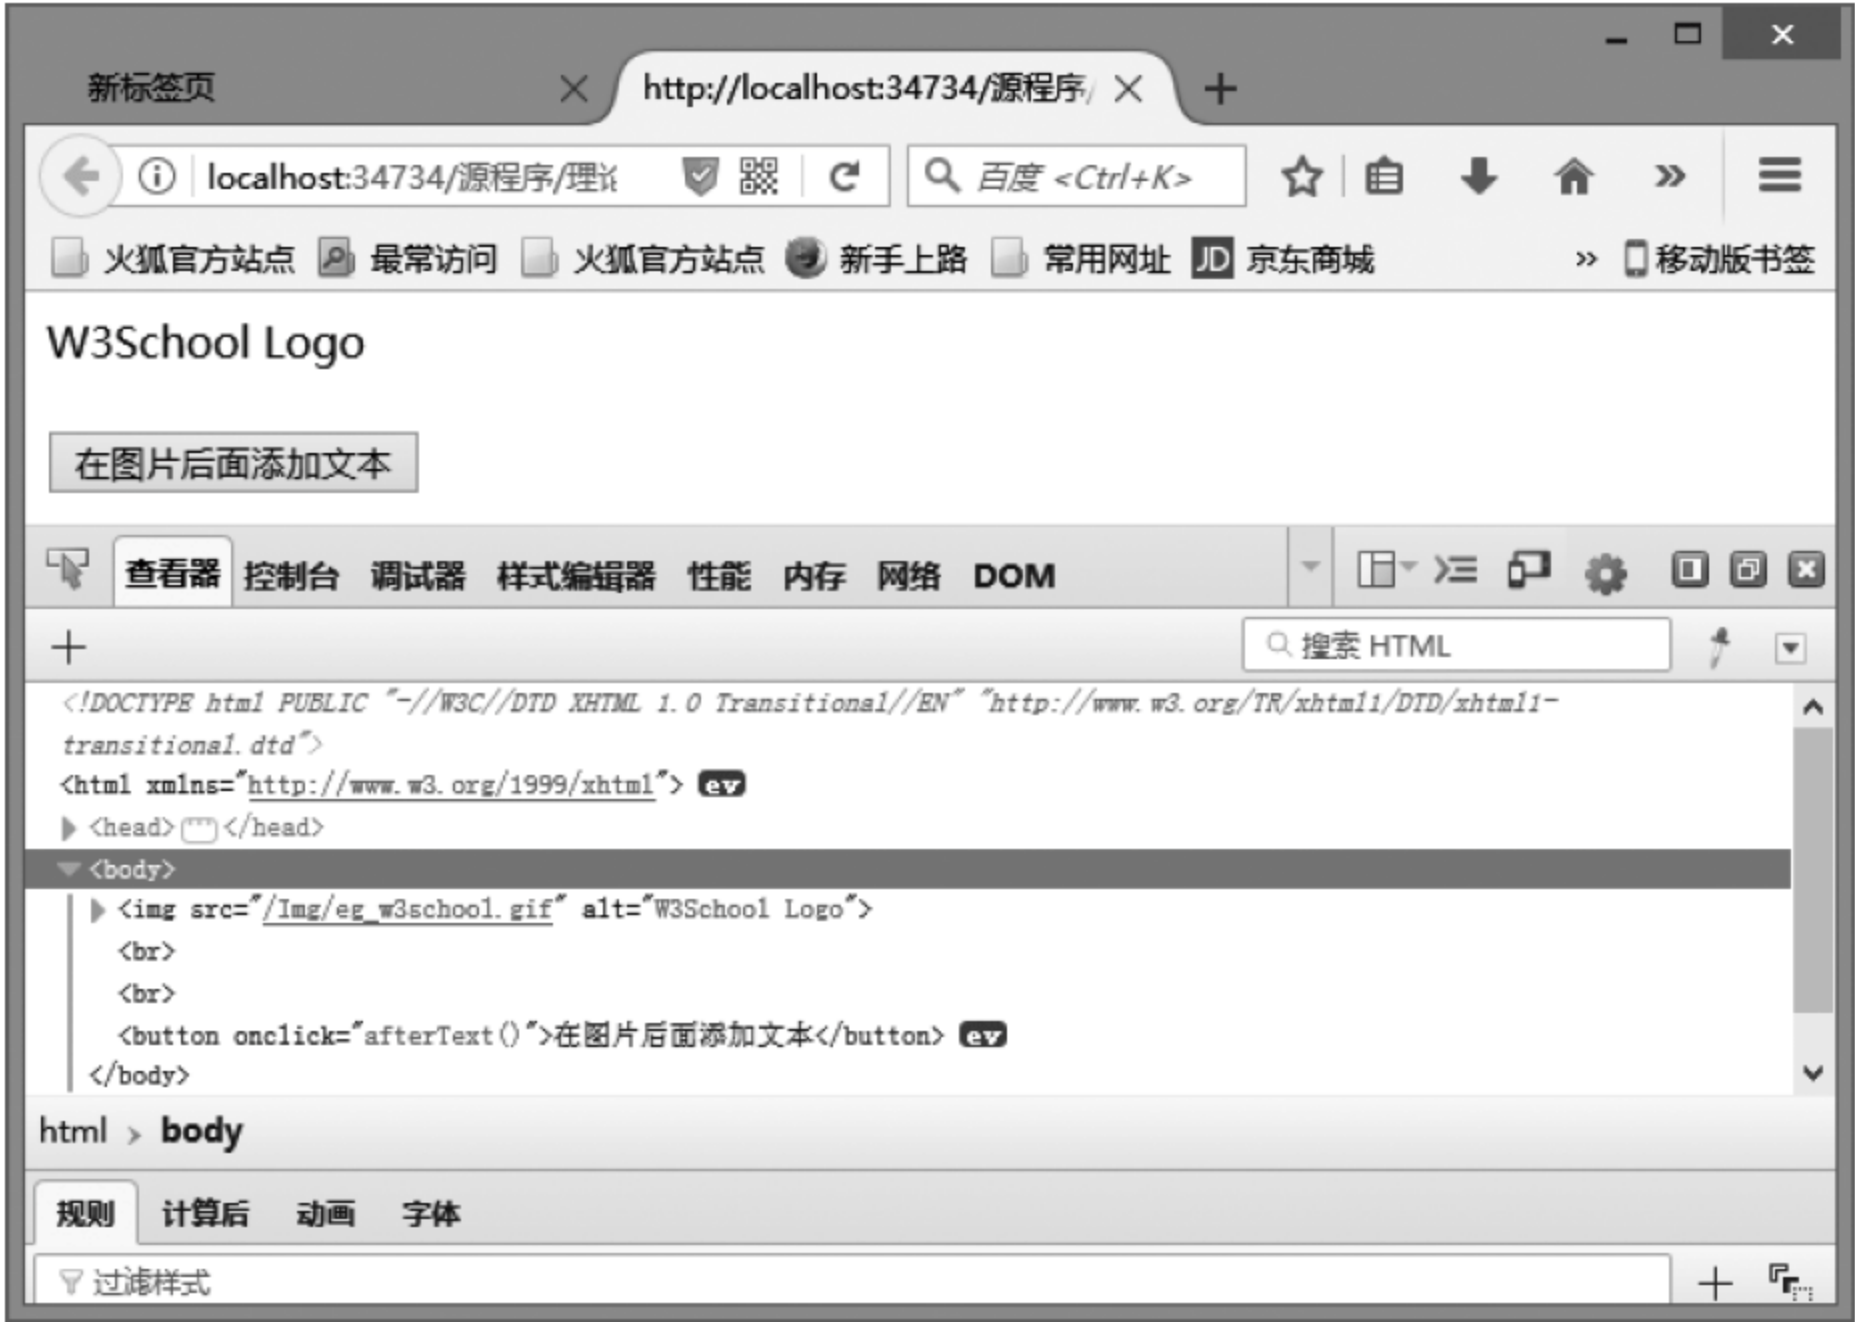 新标签页
http://localhost:34734/源程序/
localhost:34734/源程序/理论
百度 <Ctrl+K>
火狐官方站点 最常访问 火狐官方站点 新手上路 常用网址 JD 京东商城 » 移动版书签
W3School Logo
在图片后面添加文本
查看器 控制台 调试器 样式编辑器 性能 内存 网络 DOM
搜索 HTML
<!DOCTYPE html PUBLIC "-//W3C//DTD XHTML 1.0 Transitional//EN" "http://www.w3.org/TR/xhtml1/DTD/xhtml1-
transitional.dtd">
<html xmlns="http://www.w3.org/1999/xhtml"> ev
<head></head>
<body>
<img src="/Img/eg_w3school.gif" alt="W3School Logo">
<br>
<br>
<button onclick="afterText()">在图片后面添加文本</button> ev
</body>
html > body
规则 计算后 动画 字体
过滤样式